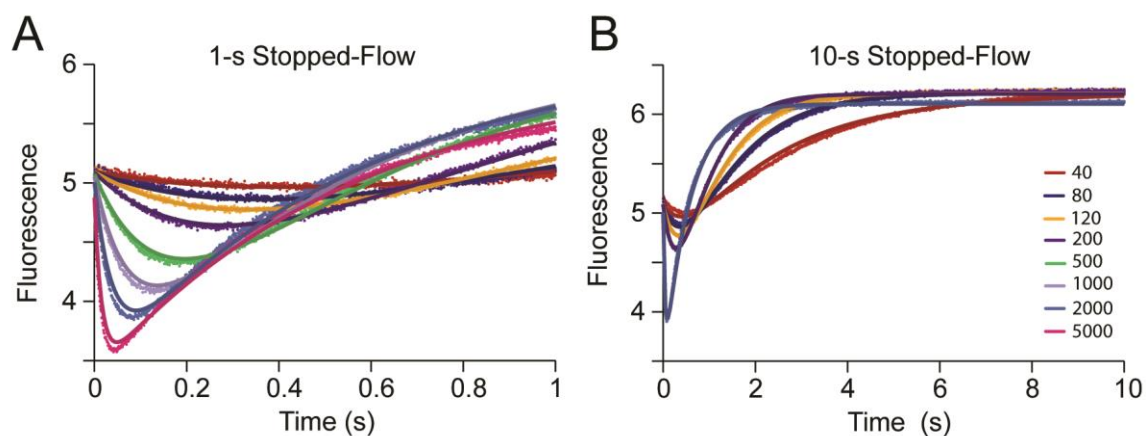 A
1-s Stopped-Flow
6
5
4
Fluorescence
0 0.2 0.4 0.6 0.8 1
Time (s)
B
10-s Stopped-Flow
6
5
4
Fluorescence
40
80
120
200
500
1000
2000
5000
0 2 4 6 8 10
Time (s)